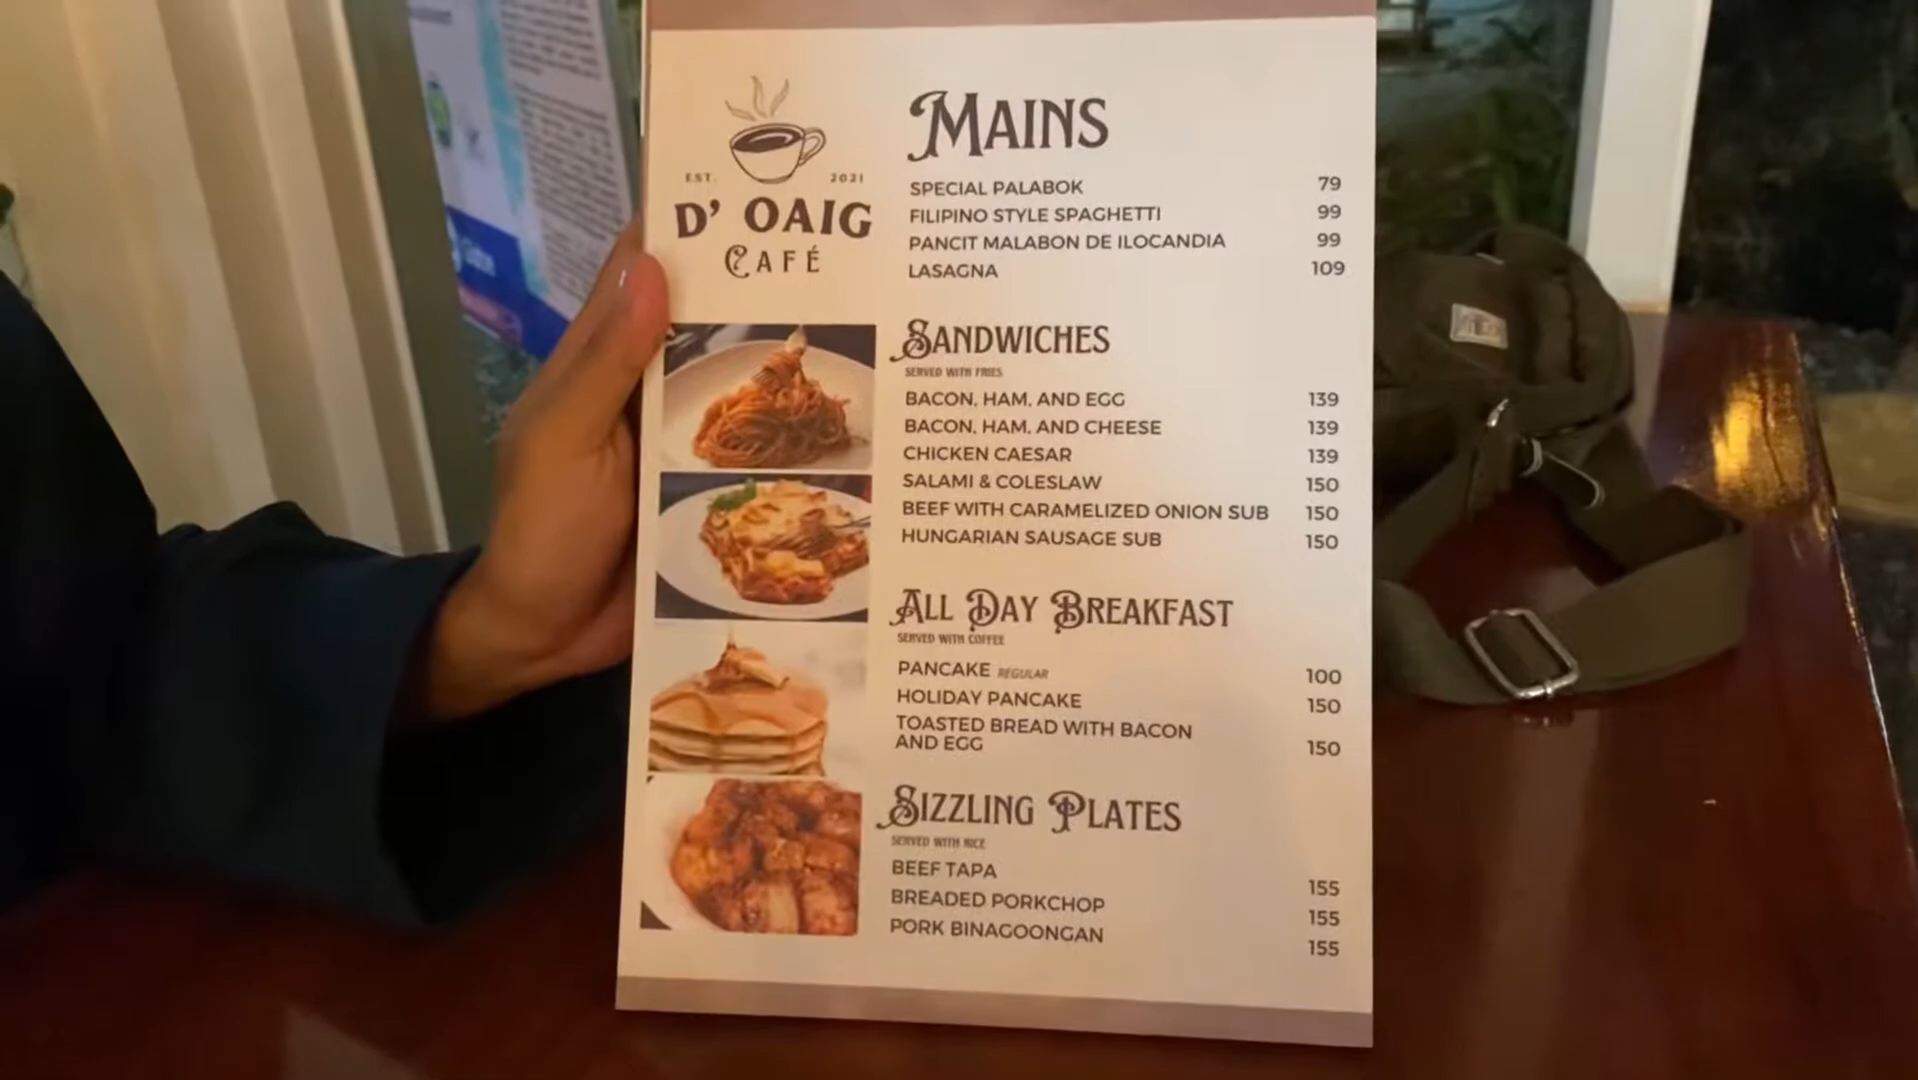 EST. 2021
D' OAIG
CAFÉ
MAINS
SPECIAL PALABOK 79
FILIPINO STYLE SPAGHETTI 99
PANCIT MALABON DE ILOCANDIA 99
LASAGNA 109
SANDWICHES
SERVED WITH FRIES
BACON, HAM, AND EGG 139
BACON, HAM, AND CHEESE 139
CHICKEN CAESAR 139
SALAMI & COLESLAW 150
BEEF WITH CARAMELIZED ONION SUB 150
HUNGARIAN SAUSAGE SUB 150
ALL DAY BREAKFAST
SERVED WITH COFFEE
PANCAKE REGULAR 100
HOLIDAY PANCAKE 150
TOASTED BREAD WITH BACON
AND EGG 150
SIZZLING PLATES
SERVED WITH RICE
BEEF TAPA 155
BREADED PORKCHOP 155
PORK BINAGOONGAN 155